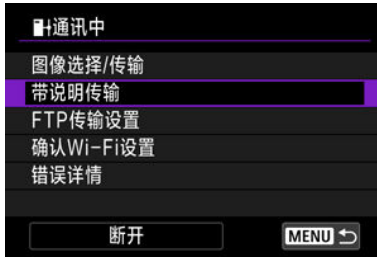 通讯中
图像选择/传输
带说明传输
FTP传输设置
确认Wi-Fi设置
错误详情
断开
MENU